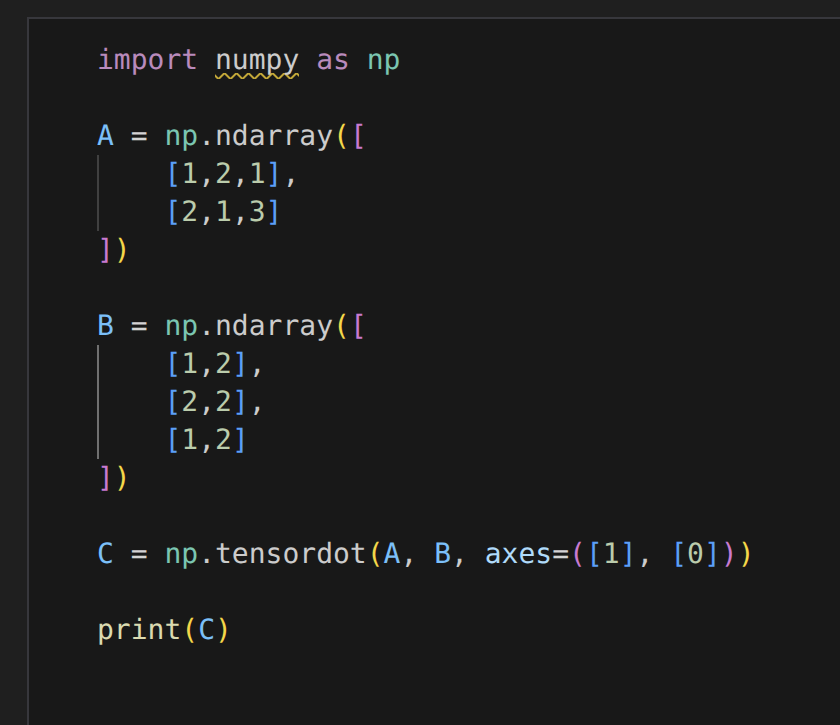 import numpy as np
A = np.ndarray([
    [1,2,1],
    [2,1,3]
])
B = np.ndarray([
    [1,2],
    [2,2],
    [1,2]
])
C = np.tensordot(A, B, axes=([1], [0]))
print(C)